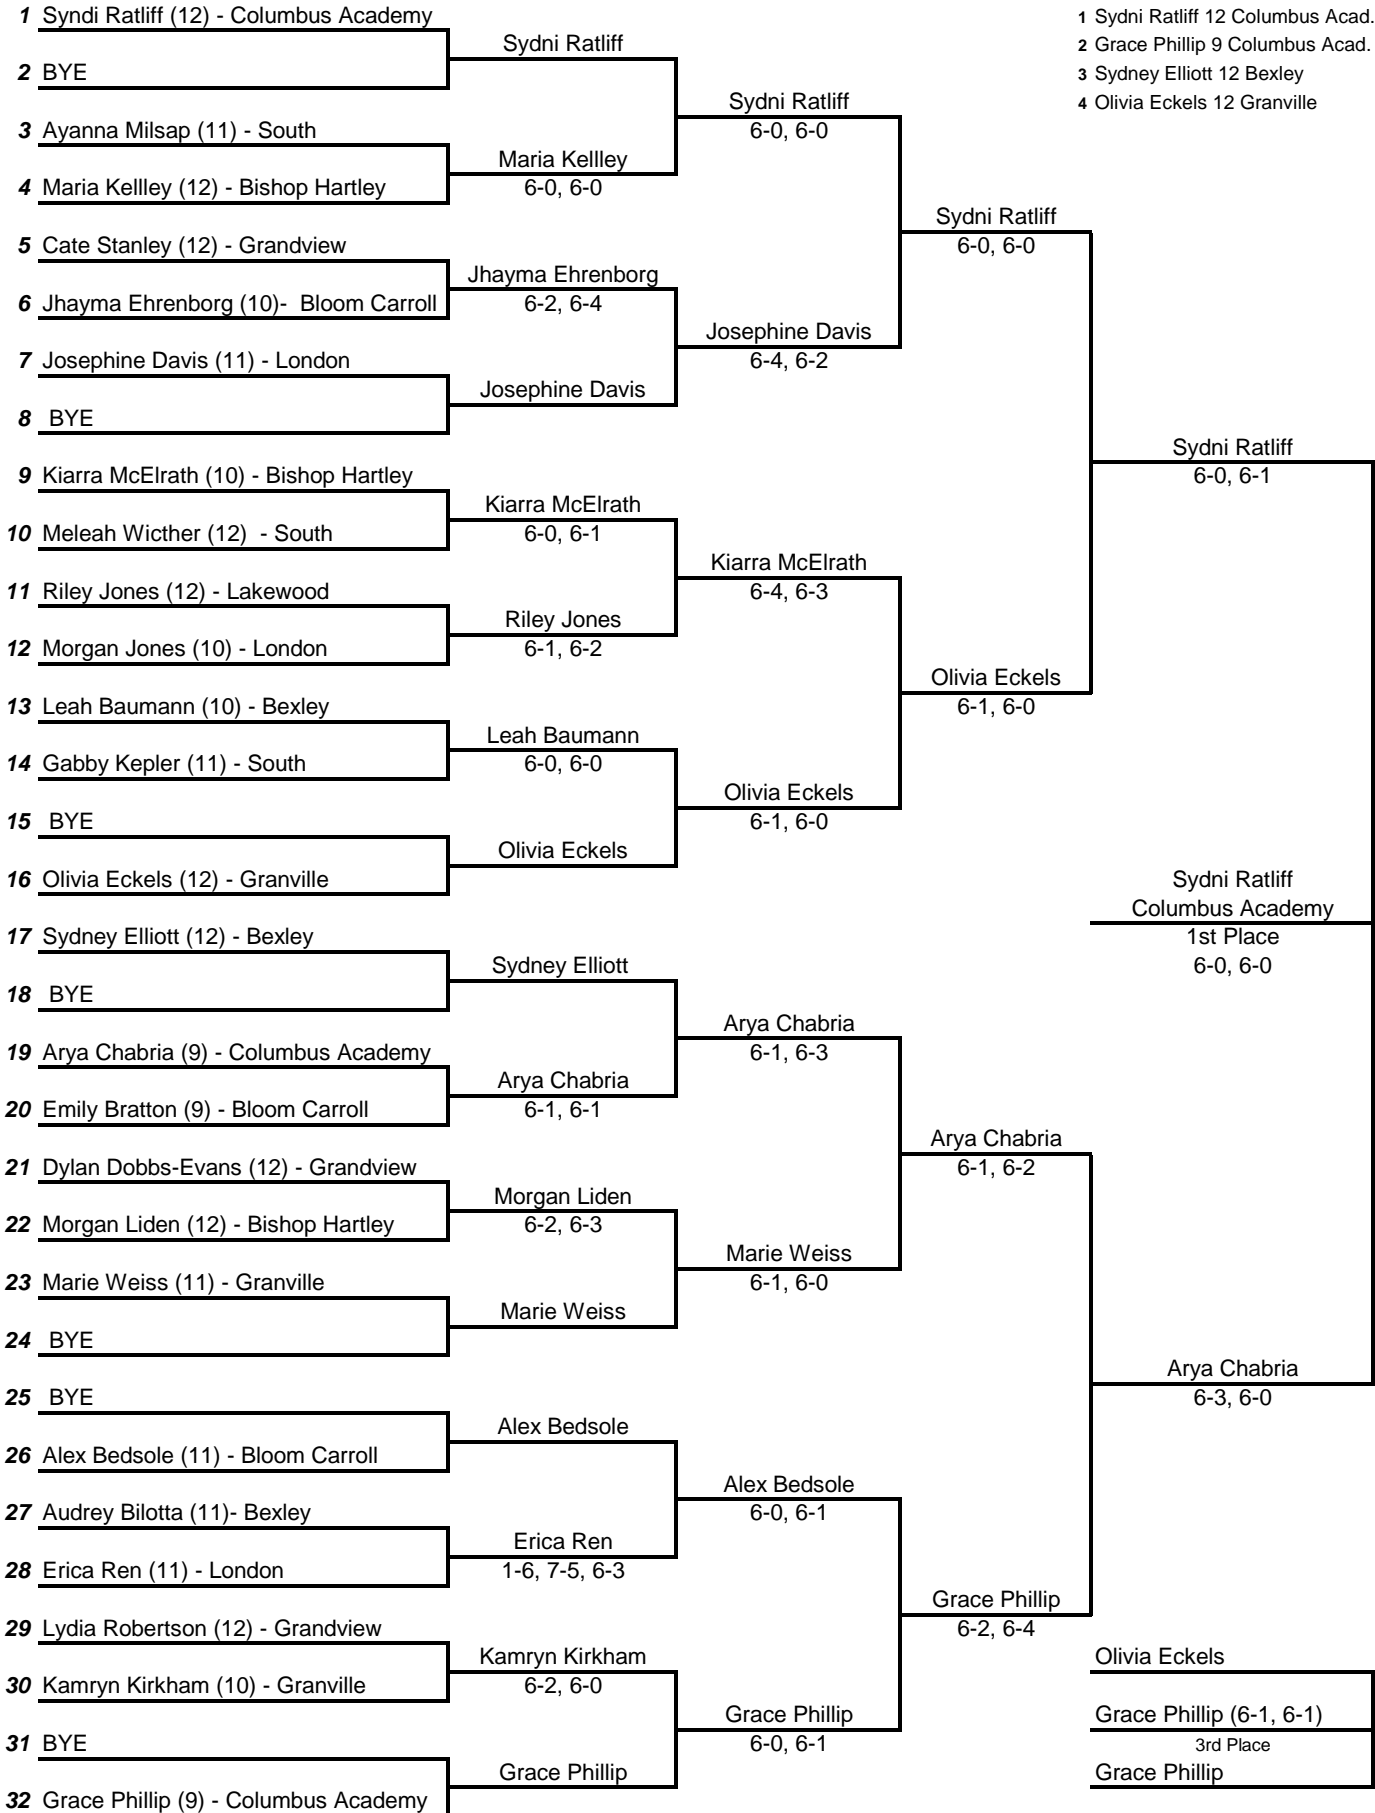 1 Syndi Ratliff (12) - Columbus Academy
2 BYE
3 Ayanna Milsap (11) - South
4 Maria Kellley (12) - Bishop Hartley
5 Cate Stanley (12) - Grandview
6 Jhayma Ehrenborg (10)- Bloom Carroll
7 Josephine Davis (11) - London
8 BYE
9 Kiarra McElrath (10) - Bishop Hartley
10 Meleah Wicther (12) - South
11 Riley Jones (12) - Lakewood
12 Morgan Jones (10) - London
13 Leah Baumann (10) - Bexley
14 Gabby Kepler (11) - South
15 BYE
16 Olivia Eckels (12) - Granville
17 Sydney Elliott (12) - Bexley
18 BYE
19 Arya Chabria (9) - Columbus Academy
20 Emily Bratton (9) - Bloom Carroll
21 Dylan Dobbs-Evans (12) - Grandview
22 Morgan Liden (12) - Bishop Hartley
23 Marie Weiss (11) - Granville
24 BYE
25 BYE
26 Alex Bedsole (11) - Bloom Carroll
27 Audrey Bilotta (11)- Bexley
28 Erica Ren (11) - London
29 Lydia Robertson (12) - Grandview
30 Kamryn Kirkham (10) - Granville
31 BYE
32 Grace Phillip (9) - Columbus Academy
Sydni Ratliff
Maria Kellley
6-0, 6-0
Jhayma Ehrenborg
6-2, 6-4
Josephine Davis
Kiarra McElrath
6-0, 6-1
Riley Jones
6-1, 6-2
Leah Baumann
6-0, 6-0
Olivia Eckels
Sydney Elliott
Arya Chabria
6-1, 6-1
Morgan Liden
6-2, 6-3
Marie Weiss
Alex Bedsole
Erica Ren
1-6, 7-5, 6-3
Kamryn Kirkham
6-2, 6-0
Grace Phillip
Sydni Ratliff
6-0, 6-0
Josephine Davis
6-4, 6-2
Kiarra McElrath
6-4, 6-3
Olivia Eckels
6-1, 6-0
Arya Chabria
6-1, 6-3
Marie Weiss
6-1, 6-0
Alex Bedsole
6-0, 6-1
Grace Phillip
6-0, 6-1
Sydni Ratliff
6-0, 6-0
Olivia Eckels
6-1, 6-0
Arya Chabria
6-1, 6-2
Grace Phillip
6-2, 6-4
1 Sydni Ratliff 12 Columbus Acad.
2 Grace Phillip 9 Columbus Acad.
3 Sydney Elliott 12 Bexley
4 Olivia Eckels 12 Granville
Sydni Ratliff
6-0, 6-1
Sydni Ratliff
Columbus Academy
1st Place
6-0, 6-0
Arya Chabria
6-3, 6-0
Olivia Eckels
Grace Phillip (6-1, 6-1)
3rd Place
Grace Phillip